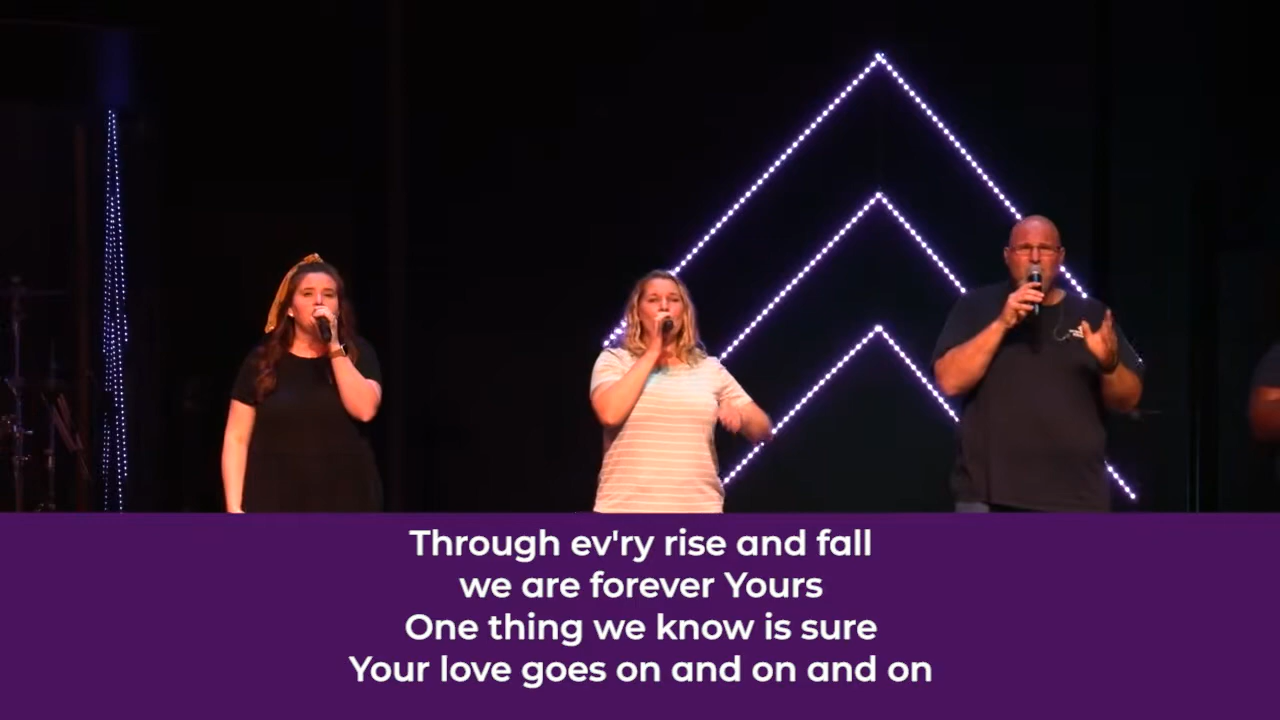 Through ev'ry rise and fall
we are forever Yours
One thing we know is sure
Your love goes on and on and on